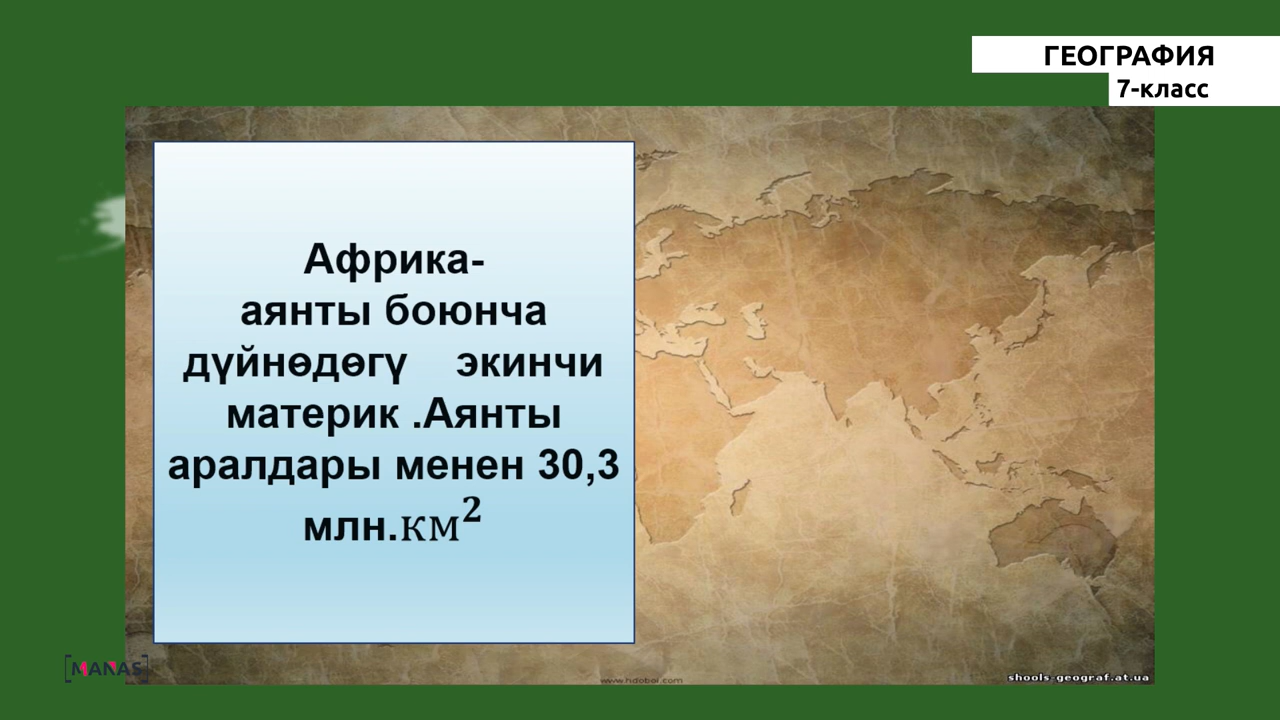 ГЕОГРАФИЯ
7-класс
Африка-
аянты боюнча
дүйнөдөгү экинчи
материк .Аянты
аралдары менен 30,3
млн.км²
[MANAS]
www.hdoboi.com
shools-geograf.at.ua